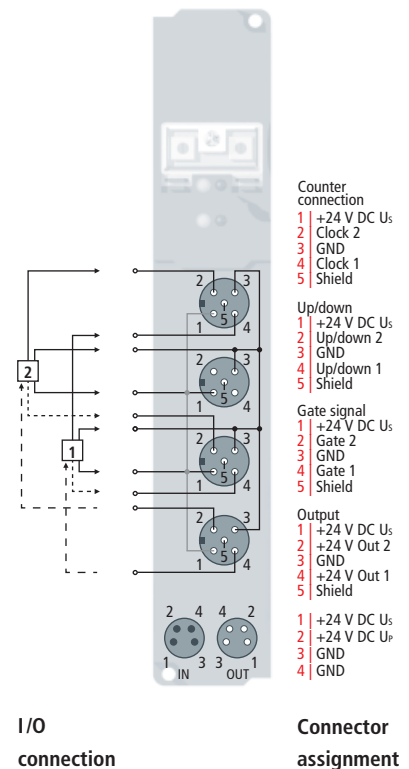 Counter
connection
1 | +24 V DC Us
2 | Clock 2
3 | GND
4 | Clock 1
5 | Shield
2 3
5
1 4
Up/down
1 | +24 V DC Us
2 | Up/down 2
3 | GND
4 | Up/down 1
5 | Shield
2 3
5
1 4
2
Gate signal
1 | +24 V DC Us
2 | Gate 2
3 | GND
4 | Gate 1
5 | Shield
2 3
5
1 4
1
Output
1 | +24 V DC Us
2 | +24 V Out 2
3 | GND
4 | +24 V Out 1
5 | Shield
2 3
5
1 4
2 4 4 2
1 3 3 1
IN OUT
1 | +24 V DC Us
2 | +24 V DC UP
3 | GND
4 | GND
I/O
connection
Connector
assignment